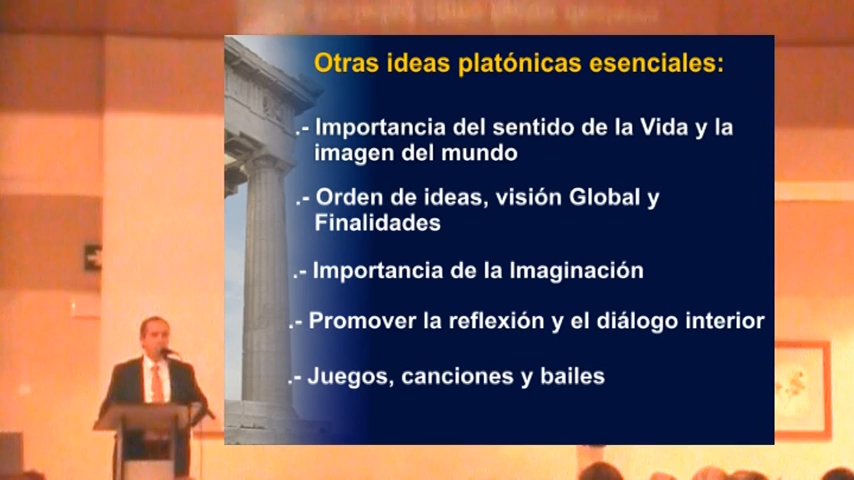 Otras ideas platónicas esenciales:
.- Importancia del sentido de la Vida y la
imagen del mundo
.- Orden de ideas, visión Global y
Finalidades
.- Importancia de la Imaginación
.- Promover la reflexión y el diálogo interior
.- Juegos, canciones y bailes